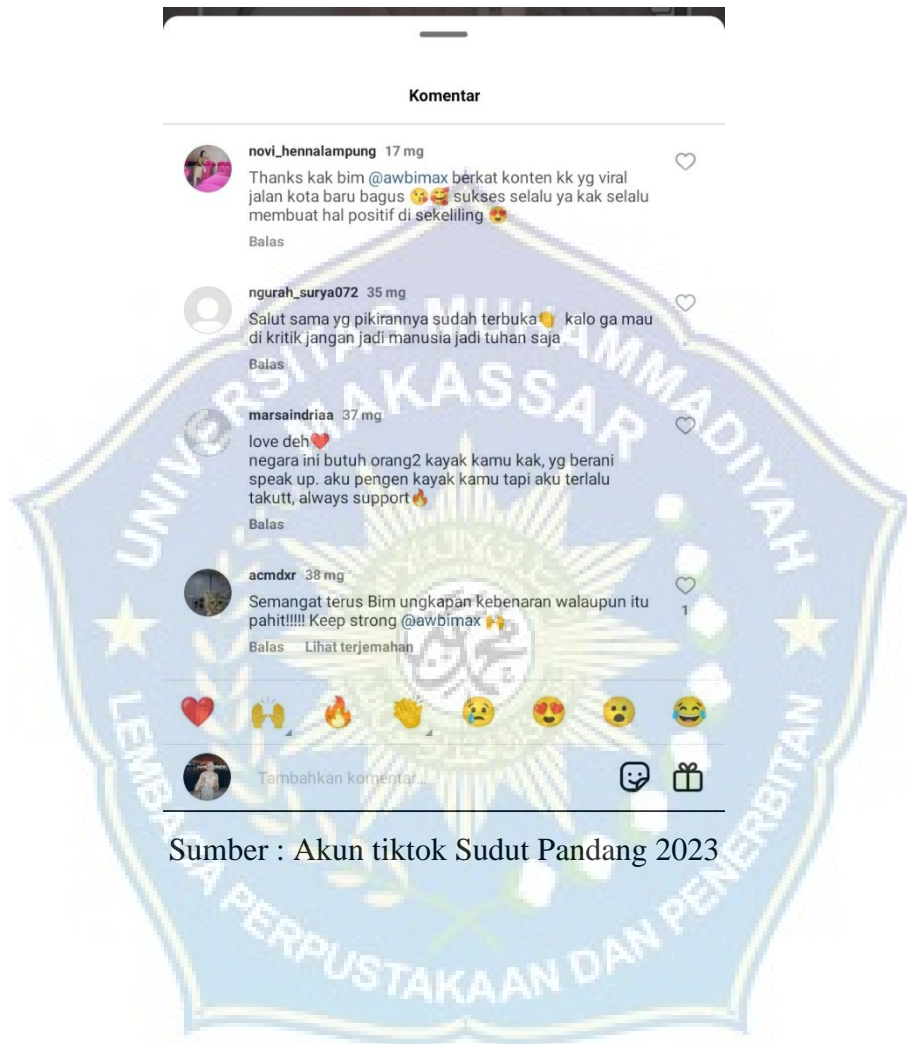 Komentar
novi_hennalampung 17 mg
Thanks kak bim @awbimax berkat konten kk yg viral
jalan kota baru bagus 😘🥰 sukses selalu ya kak selalu
membuat hal positif di sekeliling 😍
Balas
ngurah_surya072 35 mg
Salut sama yg pikirannya sudah terbuka👏 kalo ga mau
di kritik jangan jadi manusia jadi tuhan saja
Balas
marsaindriaa 37 mg
love deh❤️
negara ini butuh orang2 kayak kamu kak, yg berani
speak up. aku pengen kayak kamu tapi aku terlalu
takutt, always support🔥
Balas
acmdxr 38 mg
Semangat terus Bim ungkapan kebenaran walaupun itu
pahit!!!!! Keep strong @awbimax 🙌
1
Balas Lihat terjemahan
❤️ 🙌 🔥 👏 😢 😍 😮 😂
Tambahkan komentar...
Sumber : Akun tiktok Sudut Pandang 2023
UNIVERSITAS MUHAMMADIYAH
MAKASSAR
LEMBAGA PERPUSTAKAAN DAN PENERBITAN